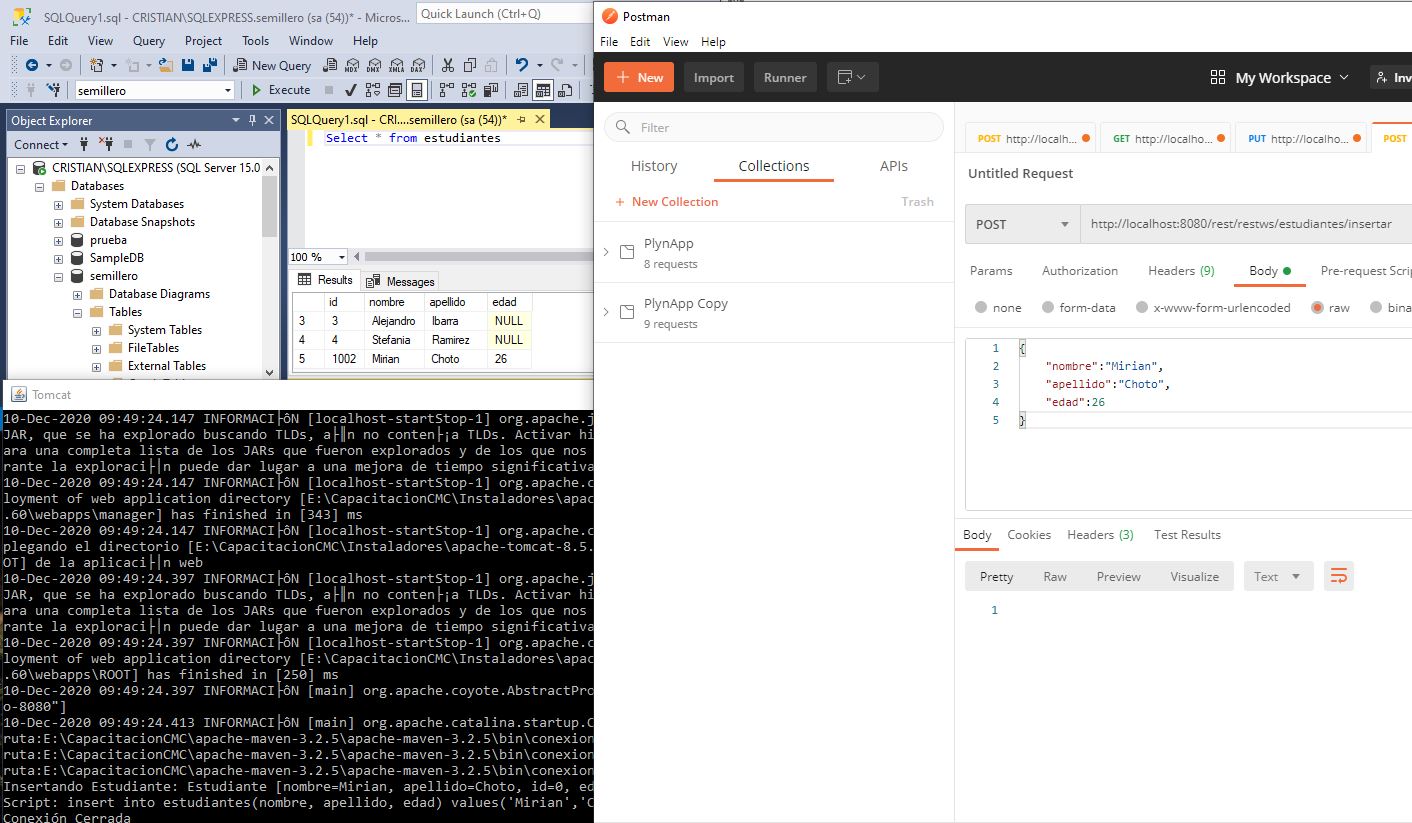 SQLQuery1.sql - CRISTIAN\SQLEXPRESS.semillero (sa (54))* - Micros...
Quick Launch (Ctrl+Q)
File Edit View Query Project Tools Window Help
New Query
MDX DMX XMLA DAX
semillero
Execute
Object Explorer
Connect
CRISTIAN\SQLEXPRESS (SQL Server 15.0
Databases
System Databases
Database Snapshots
prueba
SampleDB
semillero
Database Diagrams
Tables
System Tables
FileTables
External Tables
SQLQuery1.sql - CRI....semillero (sa (54))*
Select * from estudiantes
100 %
Results Messages
id nombre apellido edad
3 3 Alejandro Ibarra NULL
4 4 Stefania Ramirez NULL
5 1002 Mirian Choto 26
Tomcat
10-Dec-2020 09:49:24.147 INFORMACI├ôN [localhost-startStop-1] org.apache.j
JAR, que se ha explorado buscando TLDs, a├║n no conten├¡a TLDs. Activar hi
ara una completa lista de los JARs que fueron explorados y de los que nos
rante la exploraci├│n puede dar lugar a una mejora de tiempo significativa
10-Dec-2020 09:49:24.147 INFORMACI├ôN [localhost-startStop-1] org.apache.c
loyment of web application directory [E:\CapacitacionCMC\Instaladores\apac
.60\webapps\manager] has finished in [343] ms
10-Dec-2020 09:49:24.147 INFORMACI├ôN [localhost-startStop-1] org.apache.c
plegando el directorio [E:\CapacitacionCMC\Instaladores\apache-tomcat-8.5.
OT] de la aplicaci├│n web
10-Dec-2020 09:49:24.397 INFORMACI├ôN [localhost-startStop-1] org.apache.j
JAR, que se ha explorado buscando TLDs, a├║n no conten├¡a TLDs. Activar hi
ara una completa lista de los JARs que fueron explorados y de los que nos
rante la exploraci├│n puede dar lugar a una mejora de tiempo significativa
10-Dec-2020 09:49:24.397 INFORMACI├ôN [localhost-startStop-1] org.apache.c
loyment of web application directory [E:\CapacitacionCMC\Instaladores\apac
.60\webapps\ROOT] has finished in [250] ms
10-Dec-2020 09:49:24.397 INFORMACI├ôN [main] org.apache.coyote.AbstractPro
o-8080"]
10-Dec-2020 09:49:24.413 INFORMACI├ôN [main] org.apache.catalina.startup.C
ruta:E:\CapacitacionCMC\apache-maven-3.2.5\apache-maven-3.2.5\bin\conexion
ruta:E:\CapacitacionCMC\apache-maven-3.2.5\apache-maven-3.2.5\bin\conexion
ruta:E:\CapacitacionCMC\apache-maven-3.2.5\apache-maven-3.2.5\bin\conexion
Insertando Estudiante: Estudiante [nombre=Mirian, apellido=Choto, id=0, ed
Script: insert into estudiantes(nombre, apellido, edad) values('Mirian','C
Conexión Cerrada
Postman
File Edit View Help
New Import Runner
My Workspace
Inv
Filter
History Collections APIs
+ New Collection Trash
PlynApp
8 requests
PlynApp Copy
9 requests
POST http://localh...
GET http://localho...
PUT http://localho...
POST
Untitled Request
POST http://localhost:8080/rest/restws/estudiantes/insertar
Params Authorization Headers (9) Body Pre-request Scrip
none form-data x-www-form-urlencoded raw bina
1 {
2 "nombre":"Mirian",
3 "apellido":"Choto",
4 "edad":26
5 }
Body Cookies Headers (3) Test Results
Pretty Raw Preview Visualize Text
1